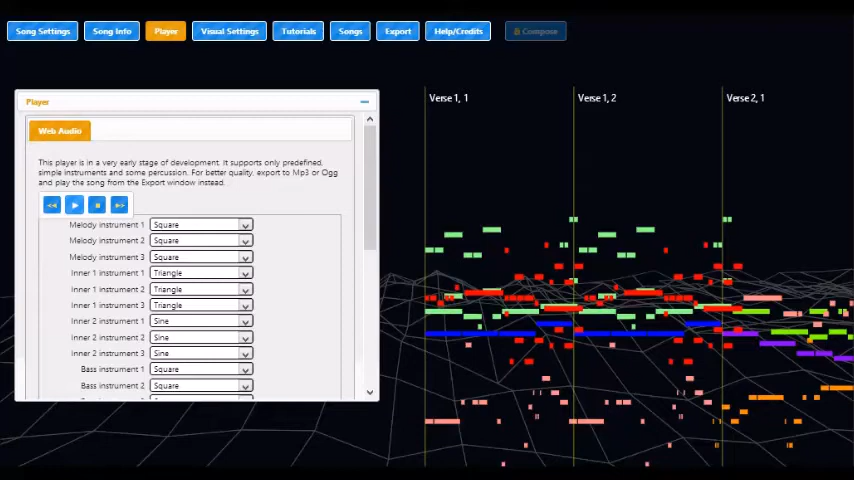 Song Settings Song Info Player Visual Settings Tutorials Songs Export Help/Credits Compose
Verse 1, 1 Verse 1, 2 Verse 2, 1
Player
Web Audio
This player is in a very early stage of development. It supports only predefined,
simple instruments and some percussion. For better quality, export to Mp3 or Ogg
and play the song from the Export window instead.
Melody instrument 1 Square
Melody instrument 2 Square
Melody instrument 3 Square
Inner 1 instrument 1 Triangle
Inner 1 instrument 2 Triangle
Inner 1 instrument 3 Triangle
Inner 2 instrument 1 Sine
Inner 2 instrument 2 Sine
Inner 2 instrument 3 Sine
Bass instrument 1 Square
Bass instrument 2 Square